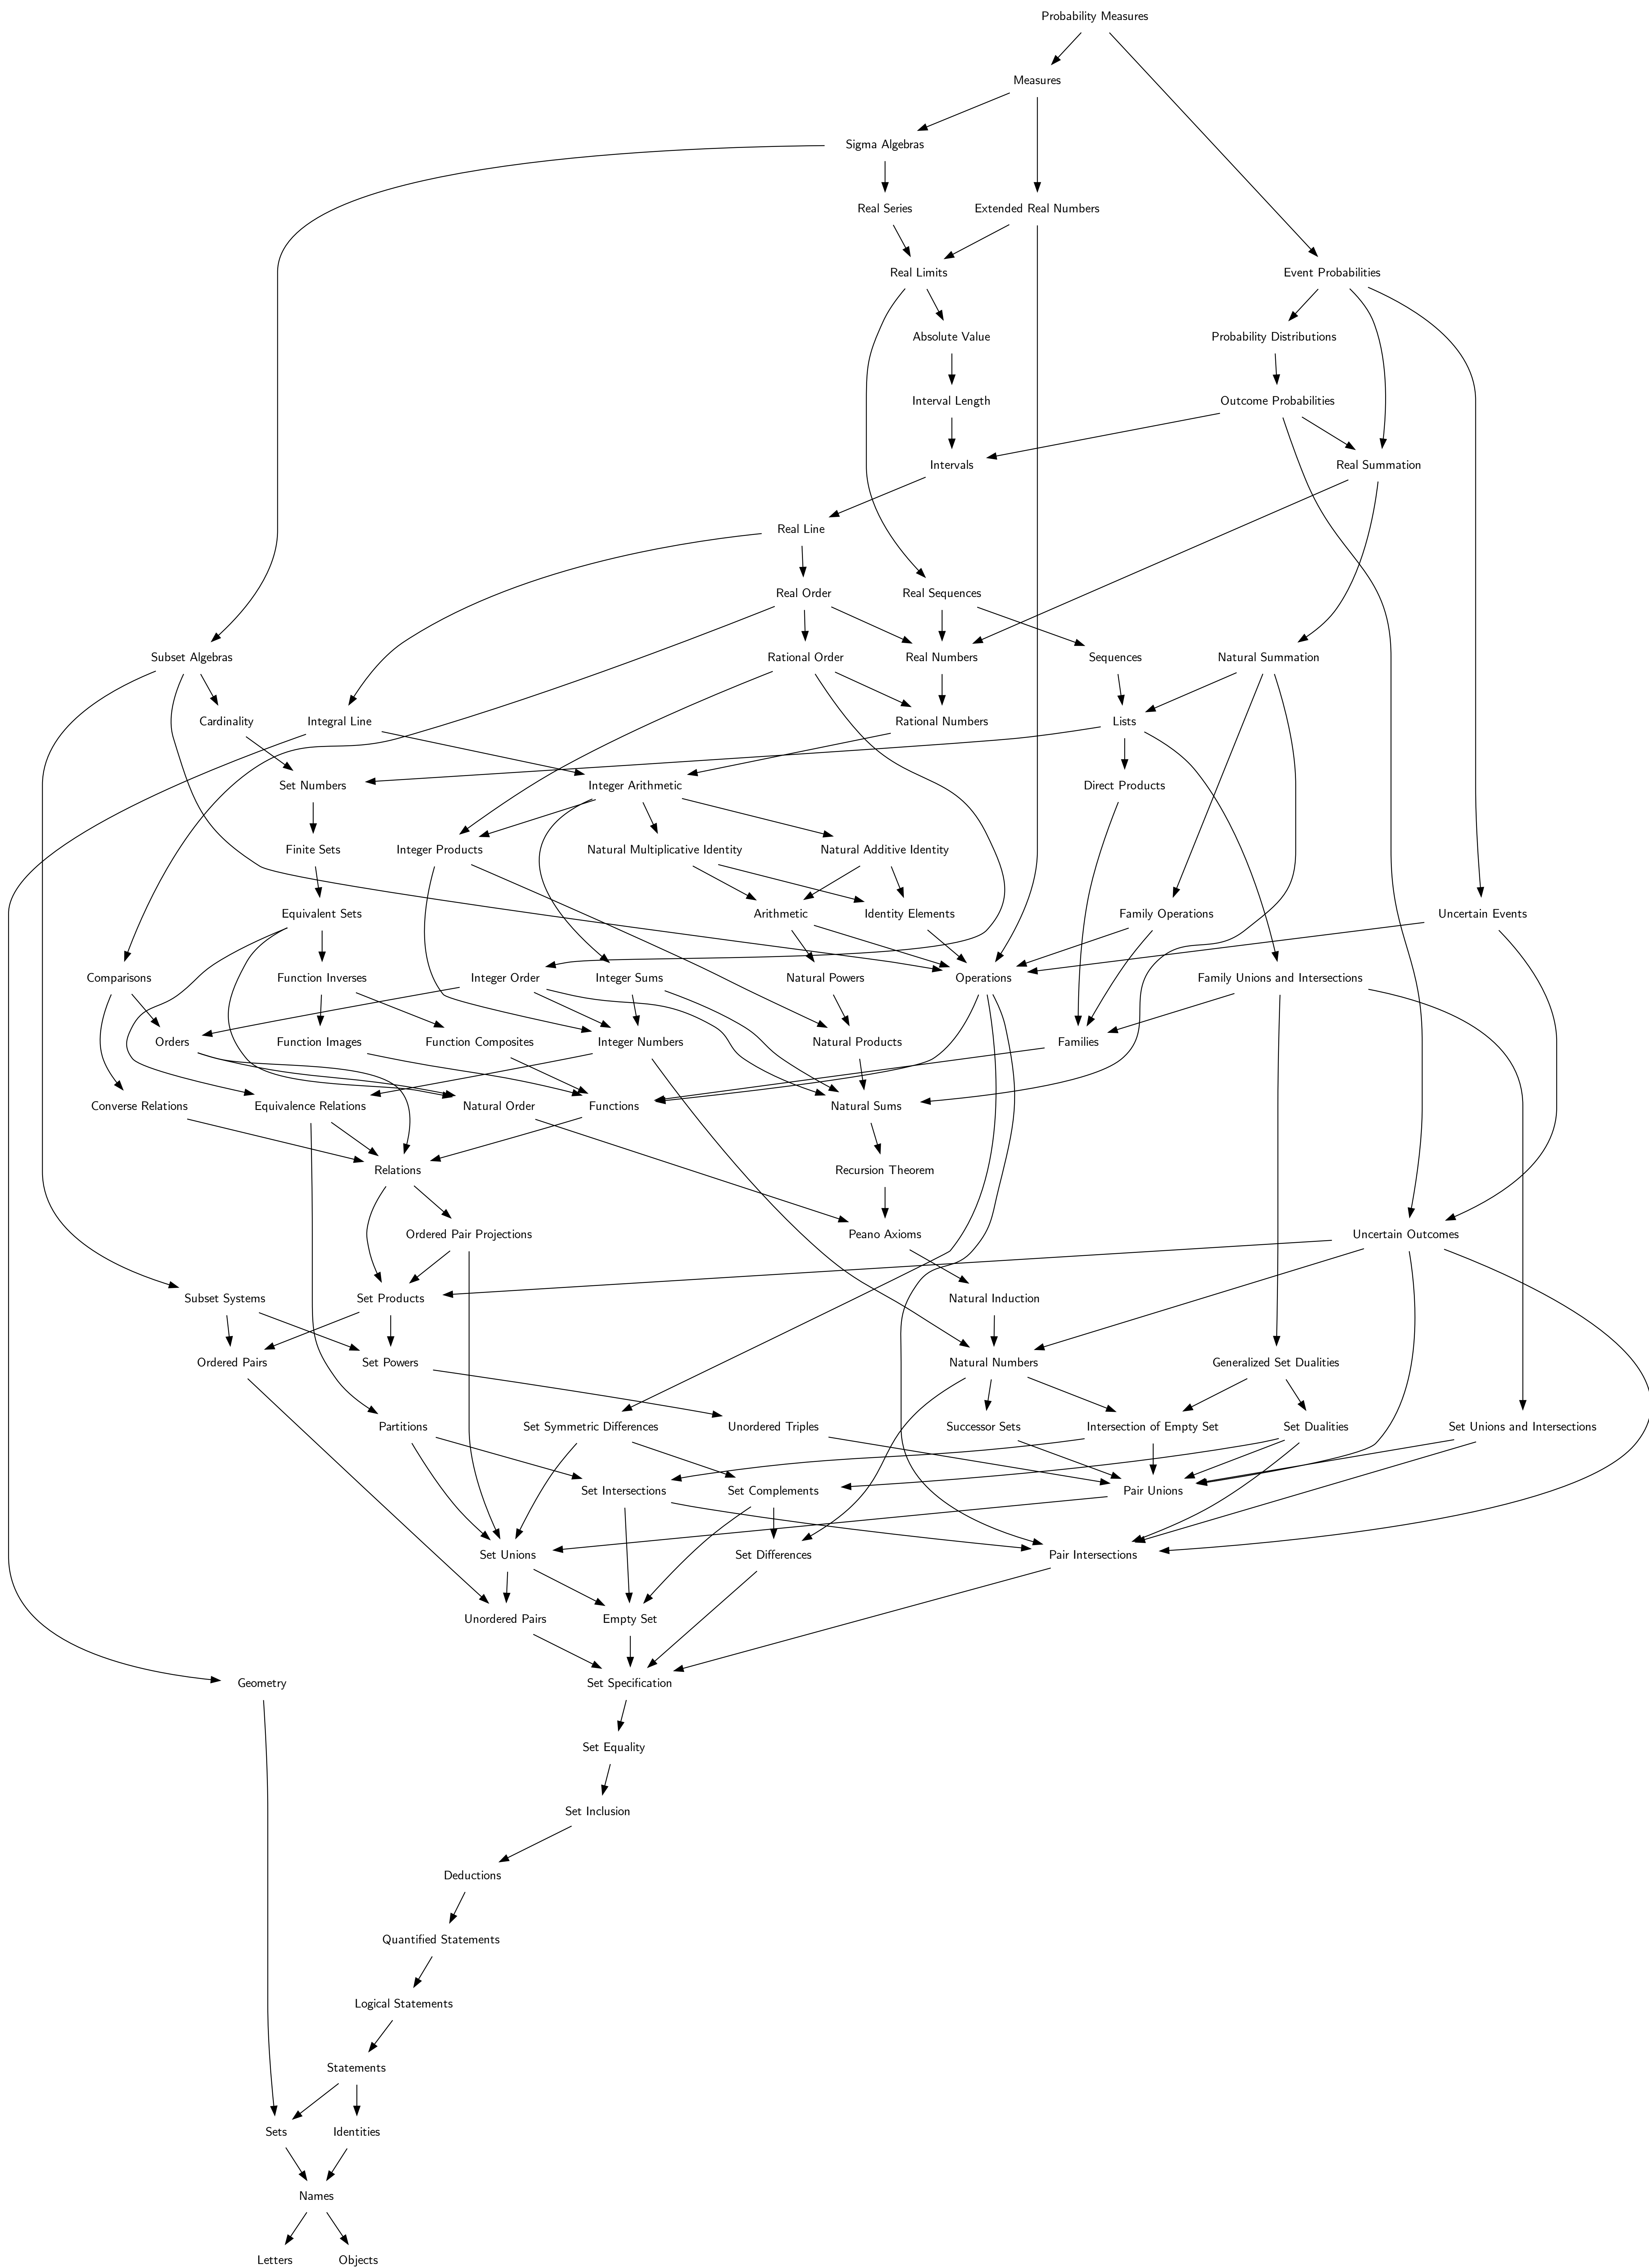 Probability Measures
Measures
Sigma Algebras
Real Series
Extended Real Numbers
Real Limits
Event Probabilities
Absolute Value
Probability Distributions
Interval Length
Outcome Probabilities
Intervals
Real Summation
Real Line
Real Order
Real Sequences
Subset Algebras
Rational Order
Real Numbers
Sequences
Natural Summation
Cardinality
Integral Line
Rational Numbers
Lists
Set Numbers
Integer Arithmetic
Direct Products
Finite Sets
Integer Products
Natural Multiplicative Identity
Natural Additive Identity
Equivalent Sets
Arithmetic
Identity Elements
Family Operations
Uncertain Events
Comparisons
Function Inverses
Integer Order
Integer Sums
Natural Powers
Operations
Family Unions and Intersections
Orders
Function Images
Function Composites
Integer Numbers
Natural Products
Families
Converse Relations
Equivalence Relations
Natural Order
Functions
Natural Sums
Relations
Recursion Theorem
Ordered Pair Projections
Peano Axioms
Uncertain Outcomes
Subset Systems
Set Products
Natural Induction
Ordered Pairs
Set Powers
Natural Numbers
Generalized Set Dualities
Partitions
Set Symmetric Differences
Unordered Triples
Successor Sets
Intersection of Empty Set
Set Dualities
Set Unions and Intersections
Set Intersections
Set Complements
Pair Unions
Set Unions
Set Differences
Pair Intersections
Unordered Pairs
Empty Set
Geometry
Set Specification
Set Equality
Set Inclusion
Deductions
Quantified Statements
Logical Statements
Statements
Sets
Identities
Names
Letters
Objects